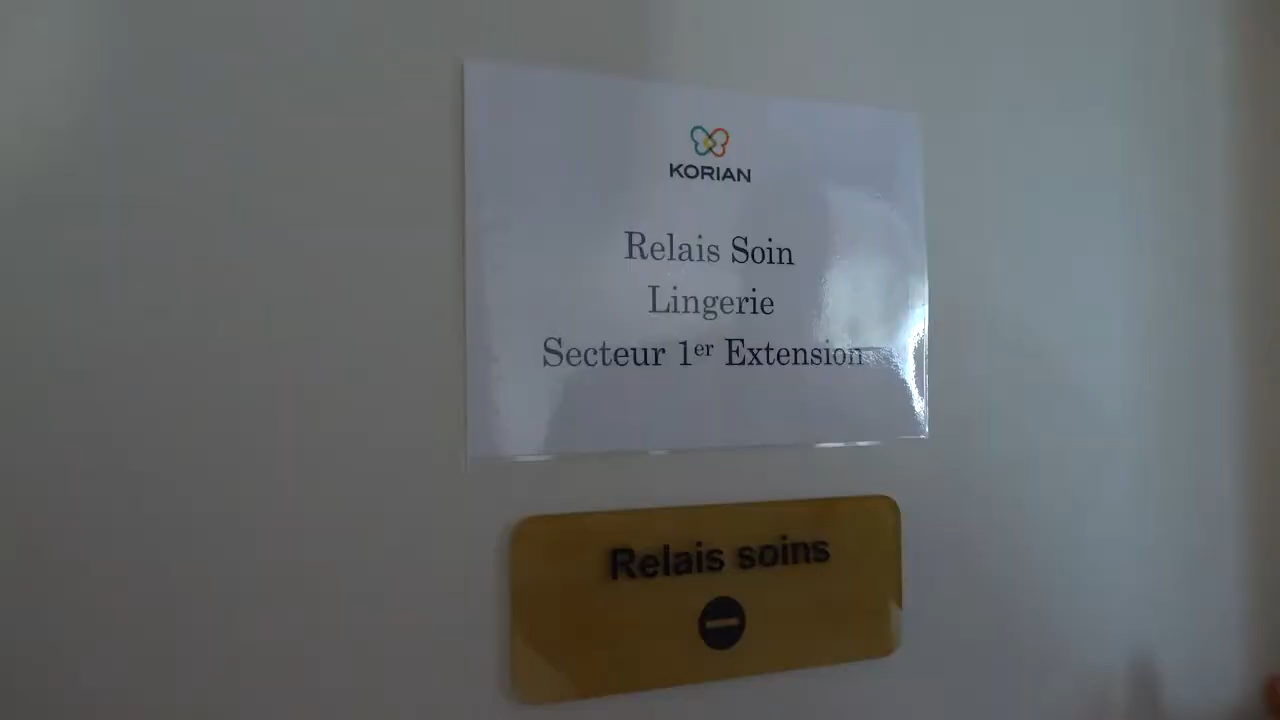 KORIAN
Relais Soin
Lingerie
Secteur 1er Extension
Relais soins